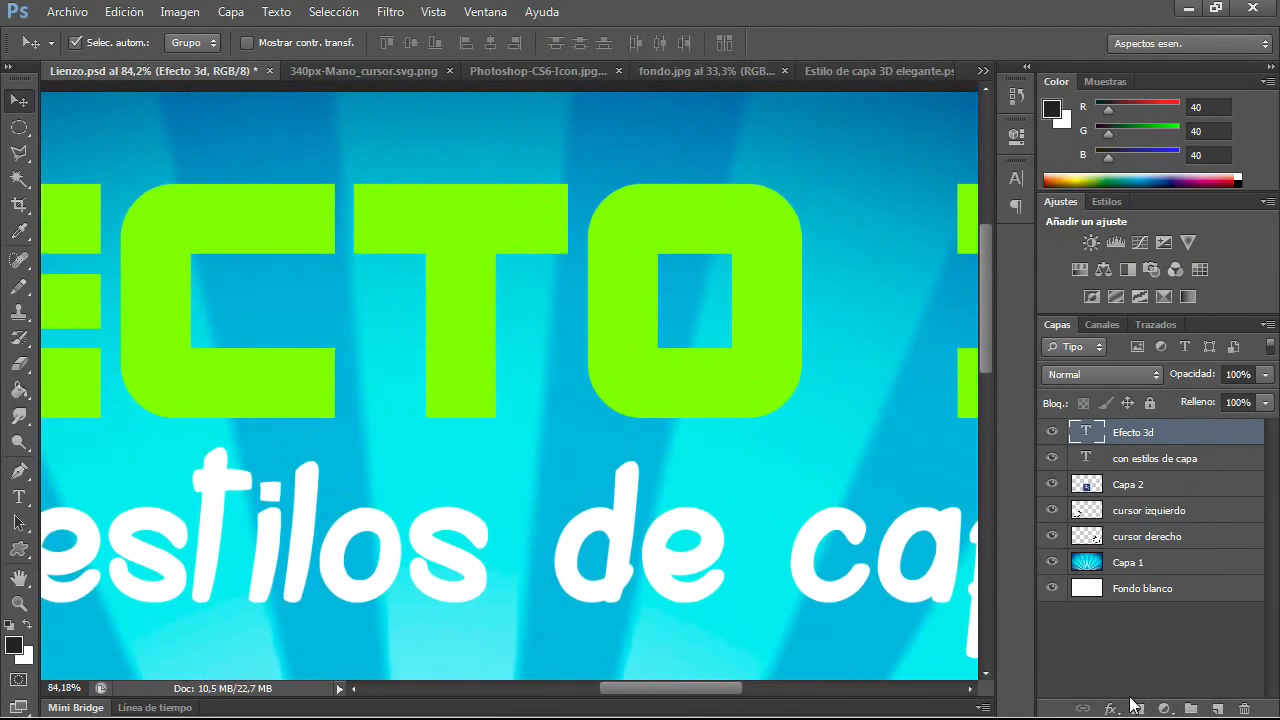 Ps Archivo Edición Imagen Capa Texto Selección Filtro Vista Ventana Ayuda
Selec. autom.: Grupo Mostrar contr. transf. Aspectos esen.
Lienzo.psd al 84,2% (Efecto 3d, RGB/8) * 340px-Mano_cursor.svg.png Photoshop-CS6-Icon.jpg... fondo.jpg al 33,3% (RGB... Estilo de capa 3D elegante.ps
Color Muestras
R 40
G 40
B 40
Ajustes Estilos
Añadir un ajuste
ECTO
estilos de cap
Capas Canales Trazados
Tipo
Normal Opacidad: 100%
Bloq.: Relleno: 100%
T Efecto 3d
T con estilos de capa
Capa 2
cursor izquierdo
cursor derecho
Capa 1
Fondo blanco
84,18% Doc: 10,5 MB/22,7 MB
Mini Bridge Línea de tiempo
fx